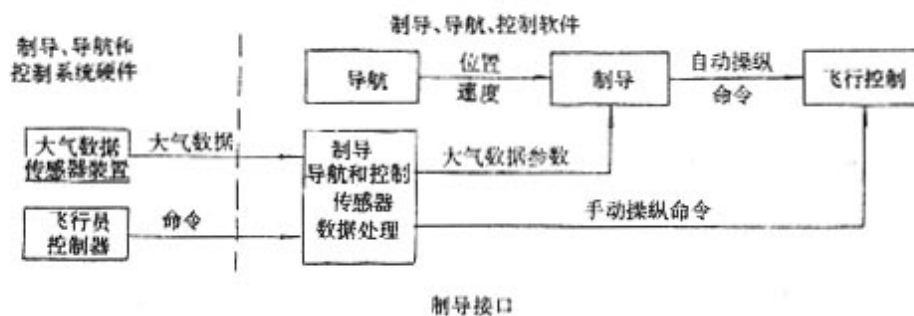 制导、导航、控制软件
制导、导航和
控制系统硬件
导航
位置
速度
制导
自动操纵
命令
飞行控制
大气数据
传感器装置
大气数据
制导
导航和控制
传感器
数据处理
大气数据参数
飞行员
控制器
命令
手动操纵命令
制导接口